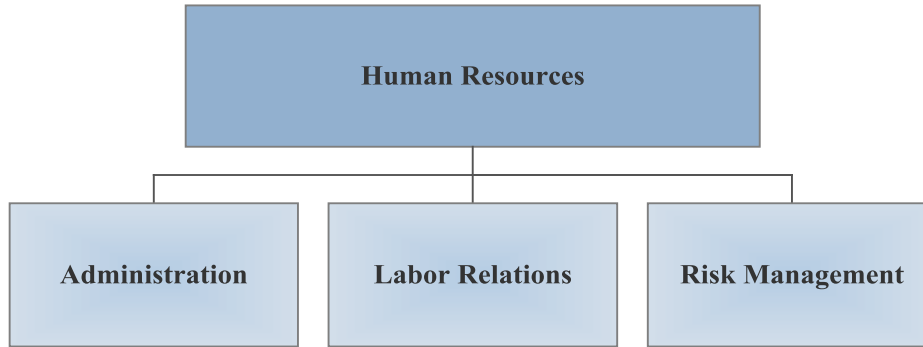 Human Resources
Administration
Labor Relations
Risk Management